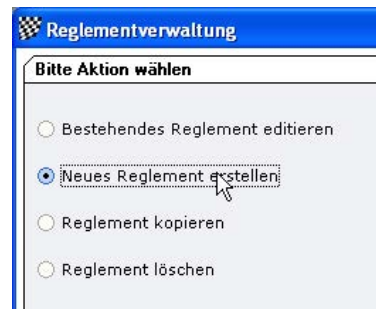 Reglementverwaltung
Bitte Aktion wählen
Bestehendes Reglement editieren
Neues Reglement erstellen
Reglement kopieren
Reglement löschen